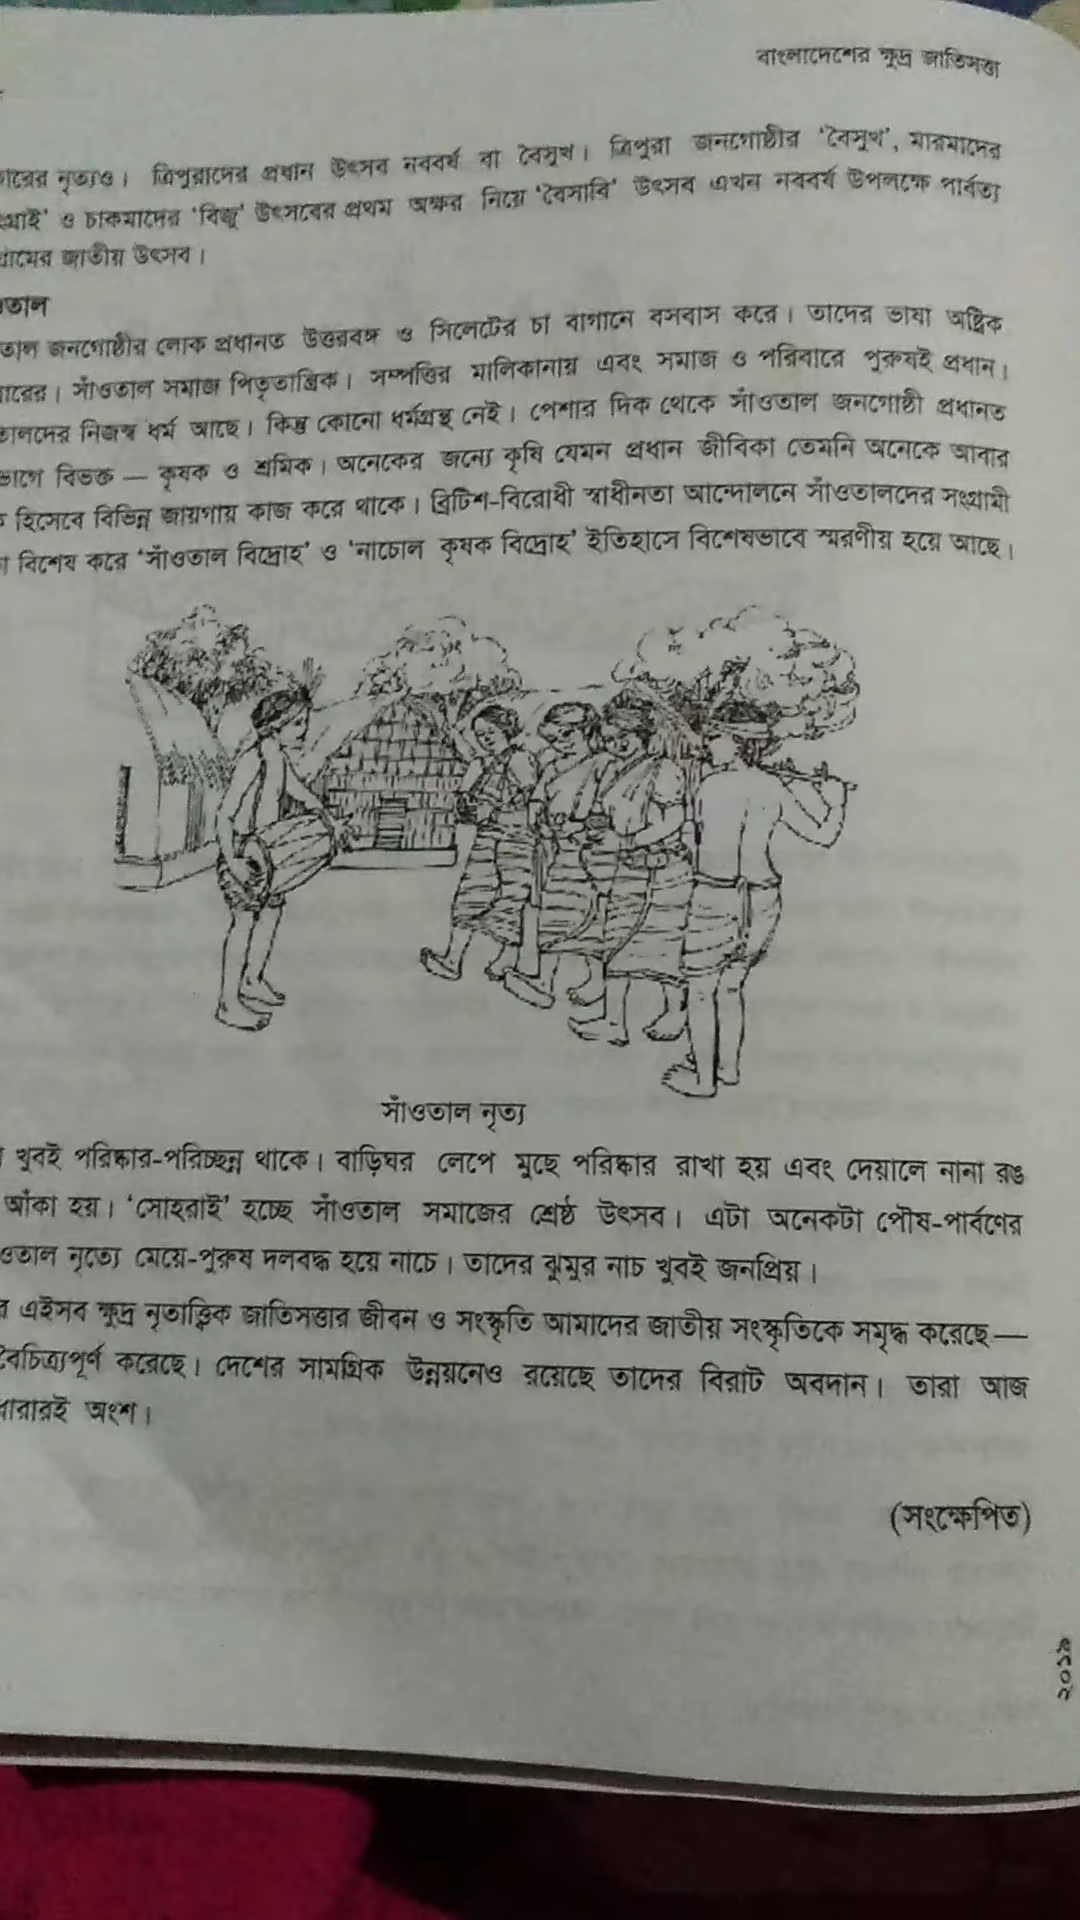 বাংলাদেশের ক্ষুদ্র জাতিসত্তা
নৃত্যও। ত্রিপুরাদের প্রধান উৎসব নববর্ষ বা বৈসুখ। ত্রিপুরা জনগোষ্ঠীর ‘বৈসুখ’, মারমাদের
ও চাকমাদের ‘বিজু’ উৎসবের প্রথম অক্ষর নিয়ে ‘বৈসাবি’ উৎসব এখন নববর্ষ উপলক্ষে পার্বত্য
জাতীয় উৎসব।
জনগোষ্ঠীর লোক প্রধানত উত্তরবঙ্গ ও সিলেটের চা বাগানে বসবাস করে। তাদের ভাষা অস্ট্রিক
সাঁওতাল সমাজ পিতৃতান্ত্রিক। সম্পত্তির মালিকানায় এবং সমাজ ও পরিবারে পুরুষই প্রধান।
নিজস্ব ধর্ম আছে। কিন্তু কোনো ধর্মগ্রন্থ নেই। পেশার দিক থেকে সাঁওতাল জনগোষ্ঠী প্রধানত
বিভক্ত — কৃষক ও শ্রমিক। অনেকের জন্যে কৃষি যেমন প্রধান জীবিকা তেমনি অনেকে আবার
হিসেবে বিভিন্ন জায়গায় কাজ করে থাকে। ব্রিটিশ-বিরোধী স্বাধীনতা আন্দোলনে সাঁওতালদের সংগ্রামী
বিশেষ করে ‘সাঁওতাল বিদ্রোহ’ ও ‘নাচোল কৃষক বিদ্রোহ’ ইতিহাসে বিশেষভাবে স্মরণীয় হয়ে আছে।
সাঁওতাল নৃত্য
খুবই পরিষ্কার-পরিচ্ছন্ন থাকে। বাড়িঘর লেপে মুছে পরিষ্কার রাখা হয় এবং দেয়ালে নানা রঙ
আঁকা হয়। ‘সোহরাই’ হচ্ছে সাঁওতাল সমাজের শ্রেষ্ঠ উৎসব। এটা অনেকটা পৌষ-পার্বণের
নৃত্যে মেয়ে-পুরুষ দলবদ্ধ হয়ে নাচে। তাদের ঝুমুর নাচ খুবই জনপ্রিয়।
এইসব ক্ষুদ্র নৃতাত্ত্বিক জাতিসত্তার জীবন ও সংস্কৃতি আমাদের জাতীয় সংস্কৃতিকে সমৃদ্ধ করেছে—
বৈচিত্র্যপূর্ণ করেছে। দেশের সামগ্রিক উন্নয়নেও রয়েছে তাদের বিরাট অবদান। তারা আজ
অংশ।
(সংক্ষেপিত)
২০১৯